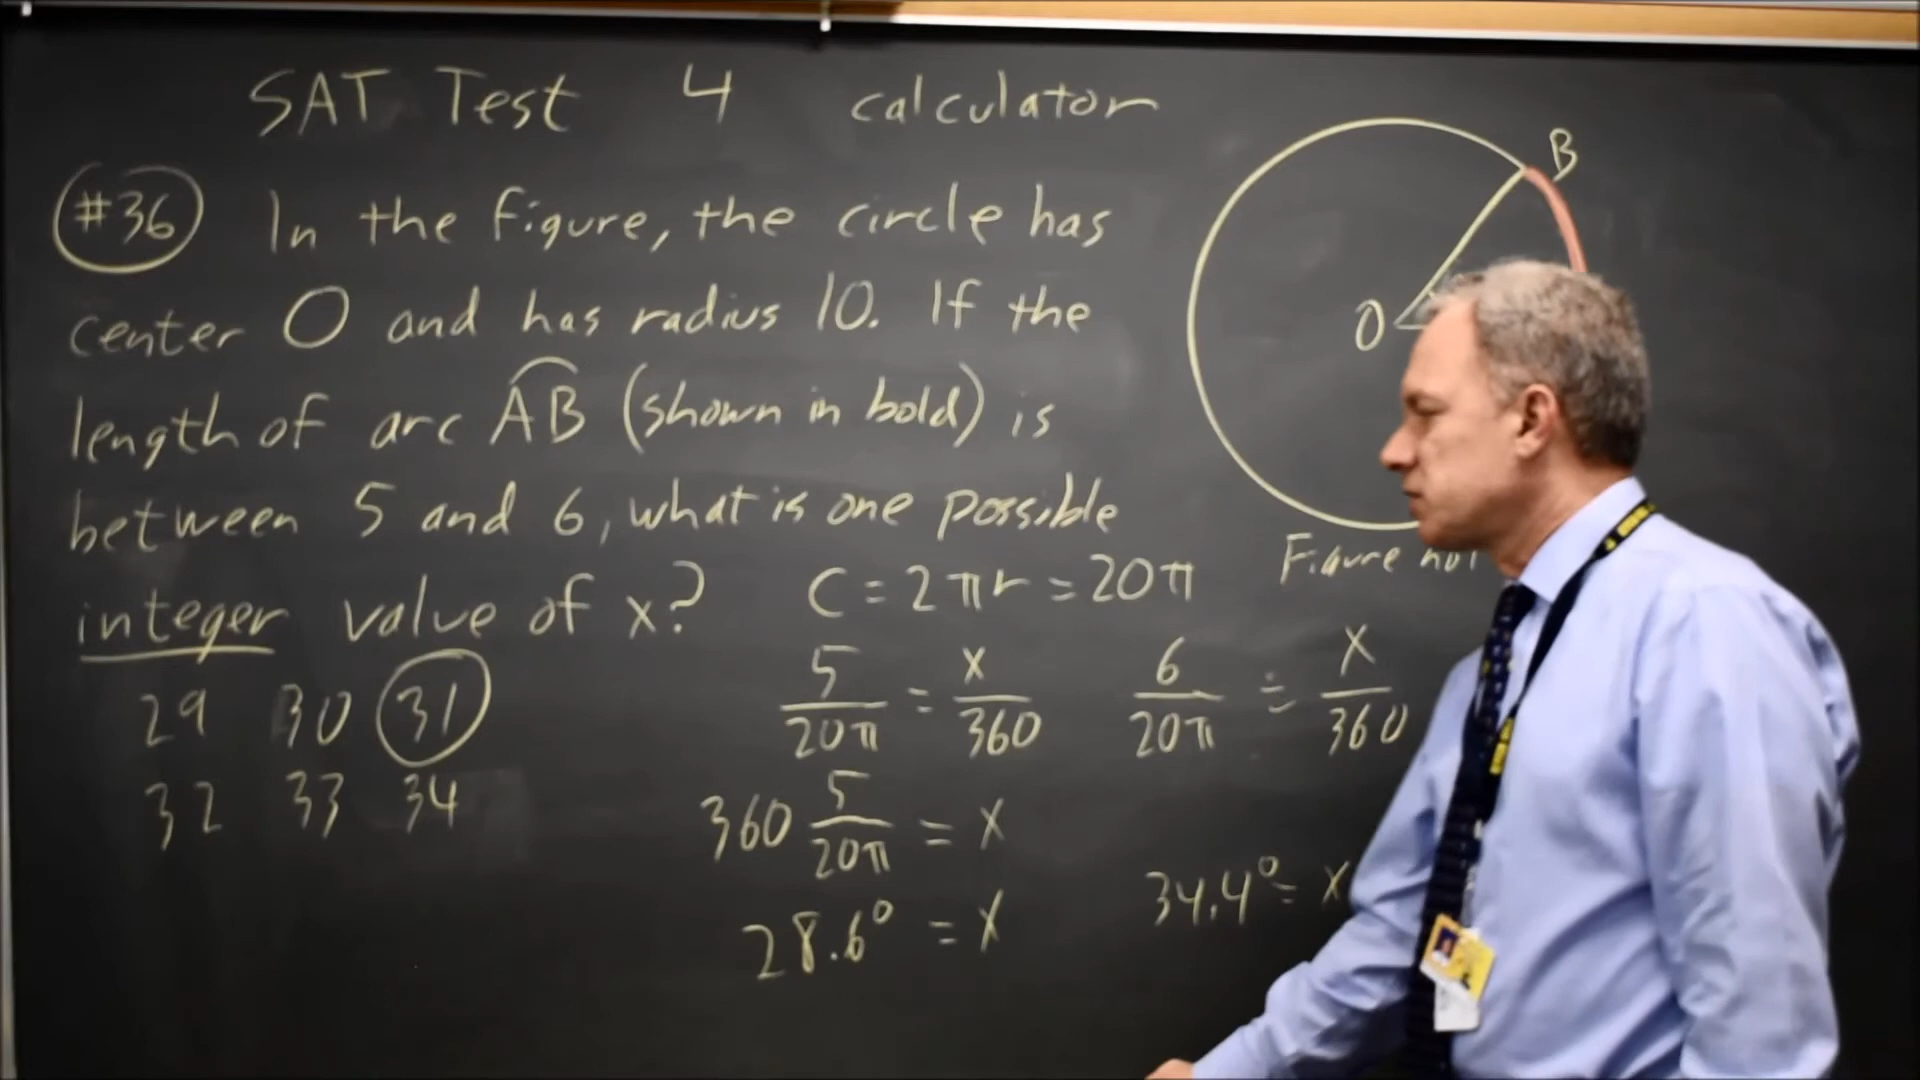 SAT Test 4 calculator
#36 In the figure, the circle has
center O and has radius 10. If the
length of arc AB (shown in bold) is
between 5 and 6, what is one possible
integer value of x?
29 30 31
32 33 34
C = 2πr = 20π
5/20π = x/360
360 5/20π = x
28.6° = x
6/20π = x/360
34.4° = x
B
O
Figure not